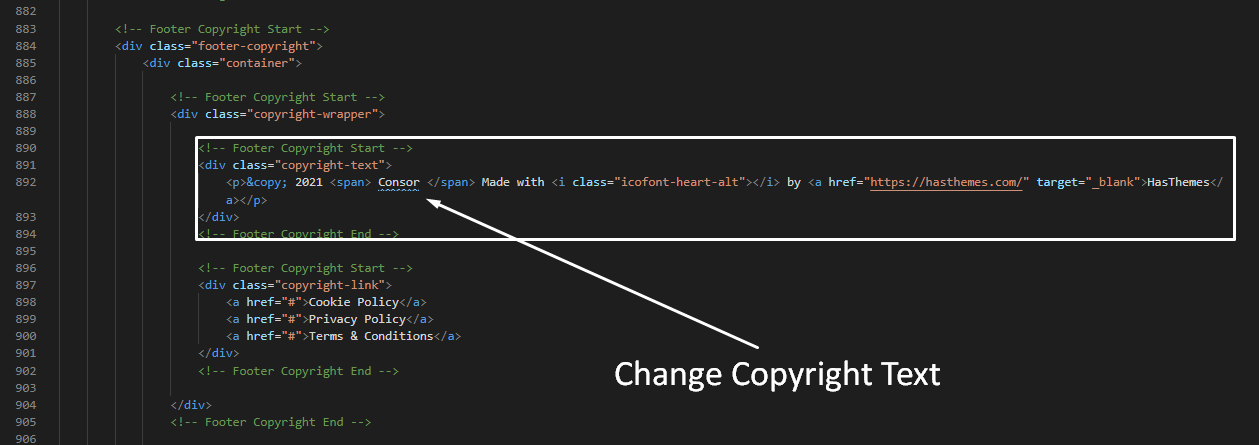 882
883 <!-- Footer Copyright Start -->
884 <div class="footer-copyright">
885 <div class="container">
886
887 <!-- Footer Copyright Start -->
888 <div class="copyright-wrapper">
889
890 <!-- Footer Copyright Start -->
891 <div class="copyright-text">
892 <p>&copy; 2021 <span> Consor </span> Made with <i class="icofont-heart-alt"></i> by <a href="https://hasthemes.com/" target="_blank">HasThemes</
a></p>
893 </div>
894 <!-- Footer Copyright End -->
895
896 <!-- Footer Copyright Start -->
897 <div class="copyright-link">
898 <a href="#">Cookie Policy</a>
899 <a href="#">Privacy Policy</a>
900 <a href="#">Terms & Conditions</a>
901 </div>
902 <!-- Footer Copyright End -->
903
904 </div>
905 <!-- Footer Copyright End -->
906
Change Copyright Text